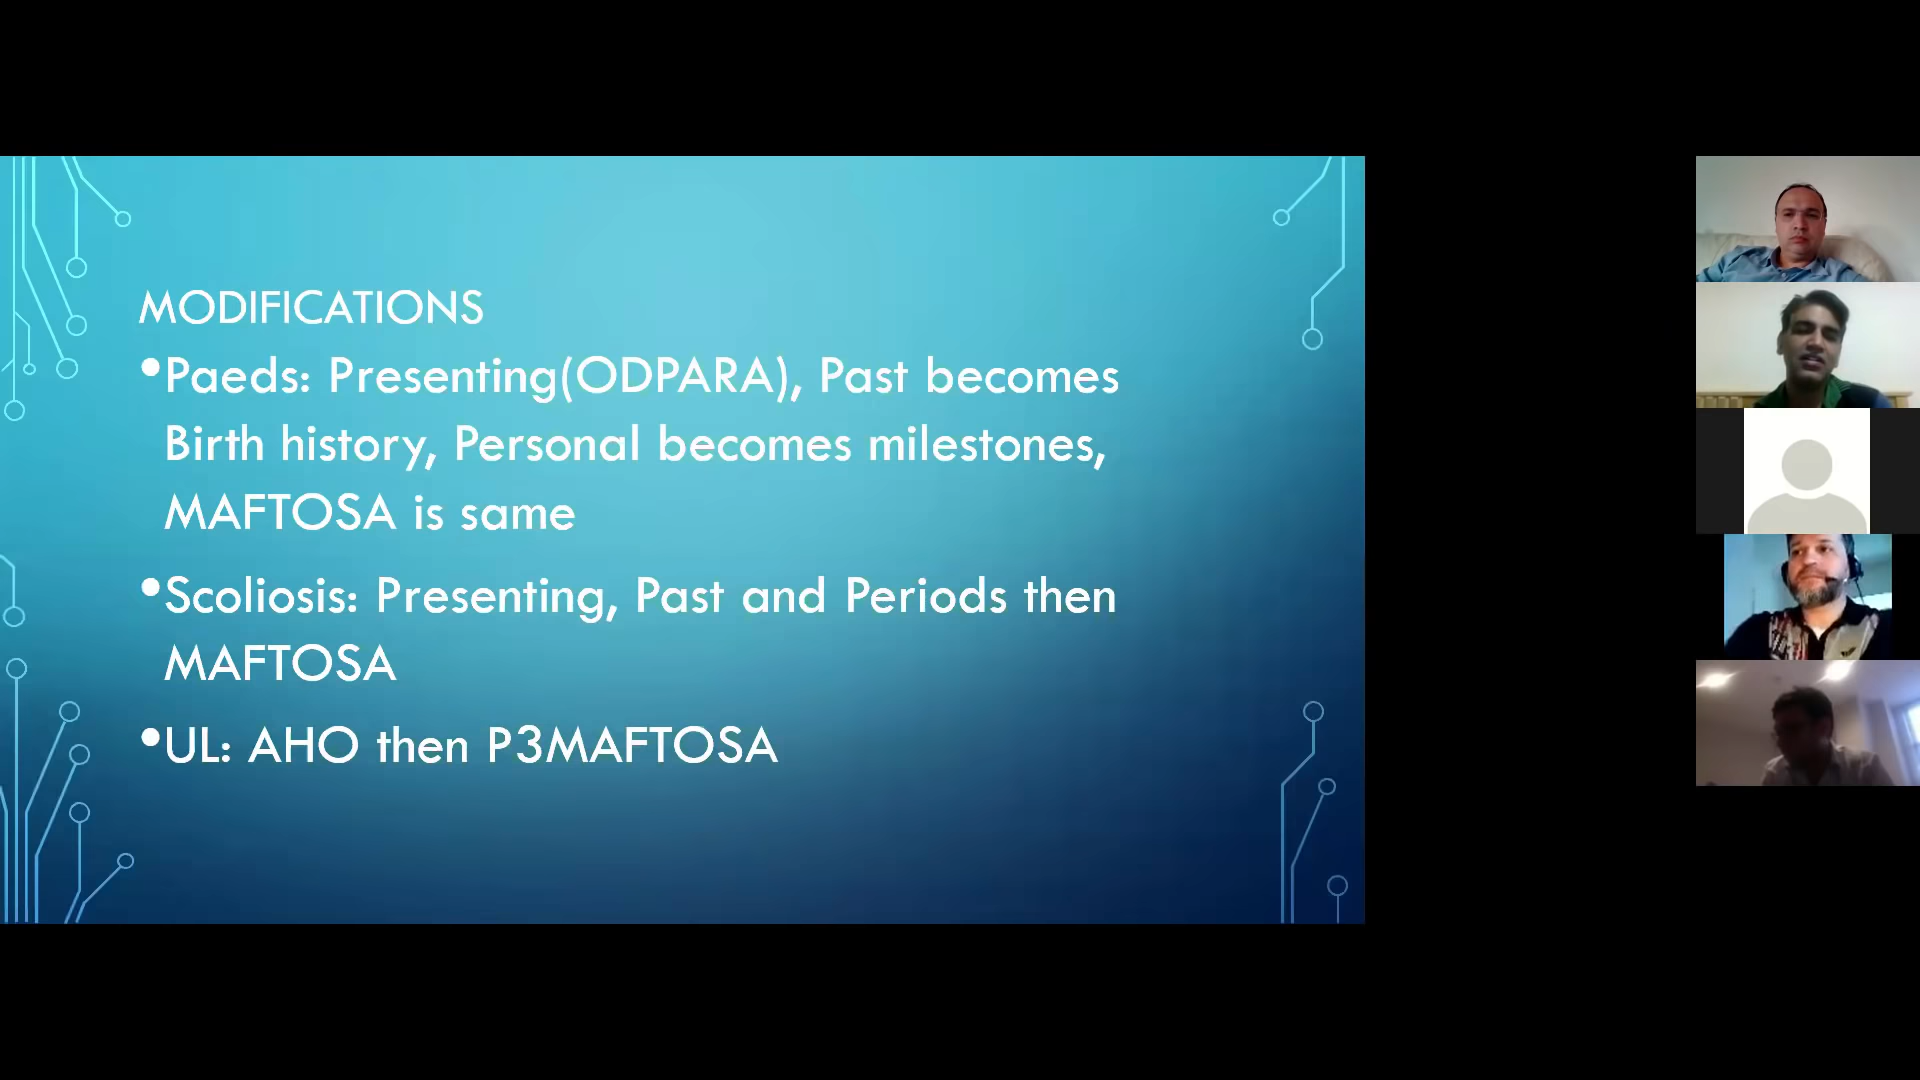 MODIFICATIONS
•Paeds: Presenting(ODPARA), Past becomes
Birth history, Personal becomes milestones,
MAFTOSA is same
•Scoliosis: Presenting, Past and Periods then
MAFTOSA
•UL: AHO then P3MAFTOSA